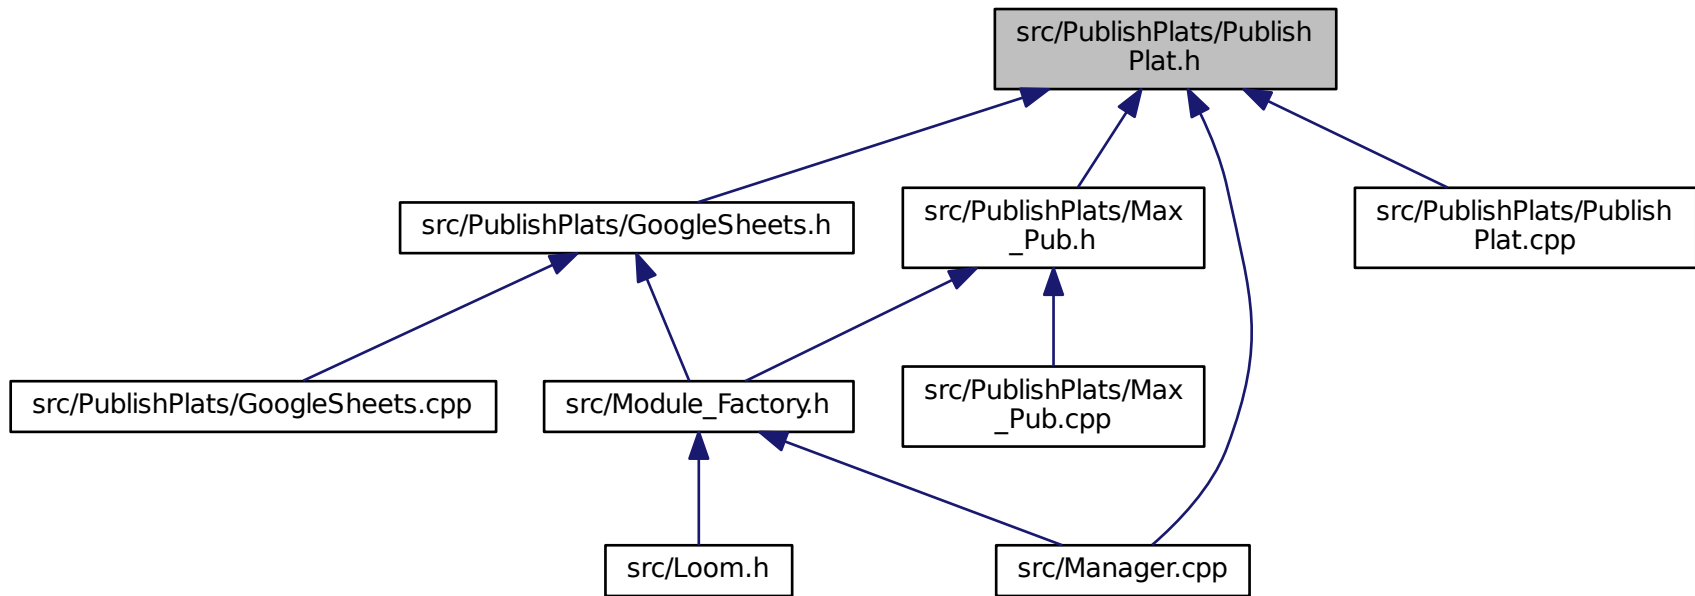 src/PublishPlats/Publish
Plat.h
src/PublishPlats/GoogleSheets.h
src/PublishPlats/Max
_Pub.h
src/PublishPlats/Publish
Plat.cpp
src/PublishPlats/GoogleSheets.cpp
src/Module_Factory.h
src/PublishPlats/Max
_Pub.cpp
src/Loom.h
src/Manager.cpp